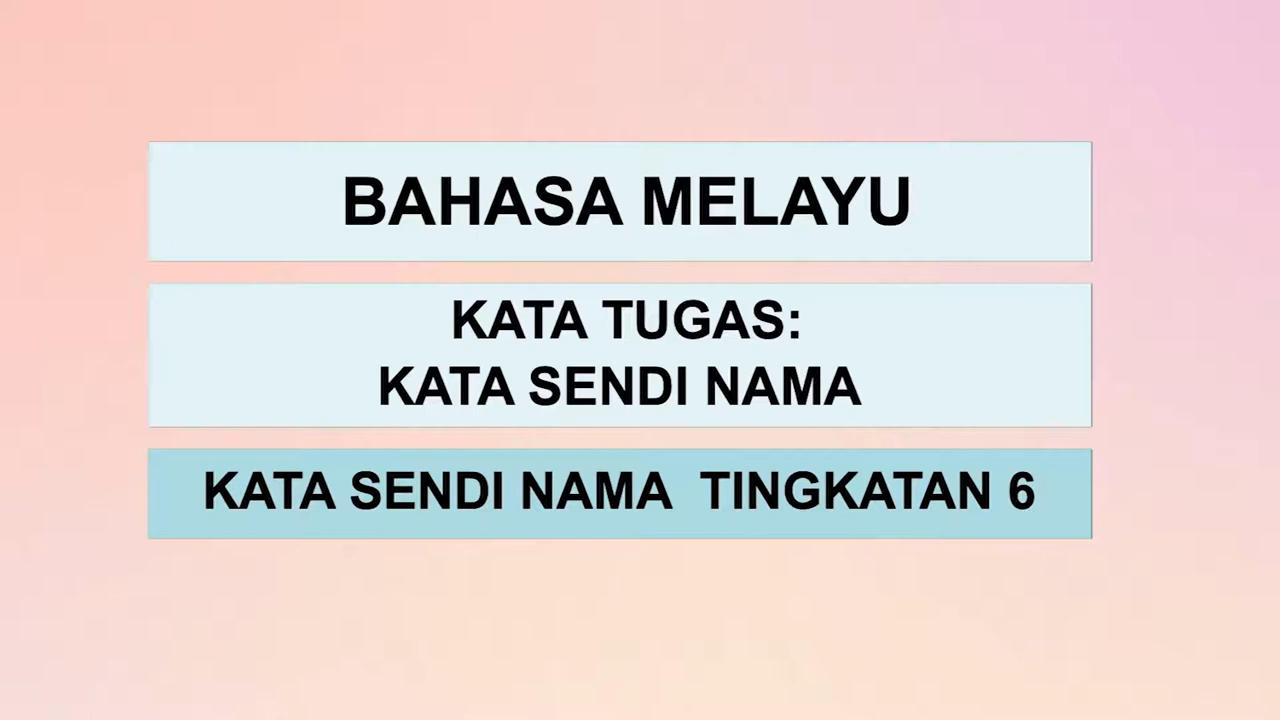 BAHASA MELAYU
KATA TUGAS:
KATA SENDI NAMA
KATA SENDI NAMA TINGKATAN 6